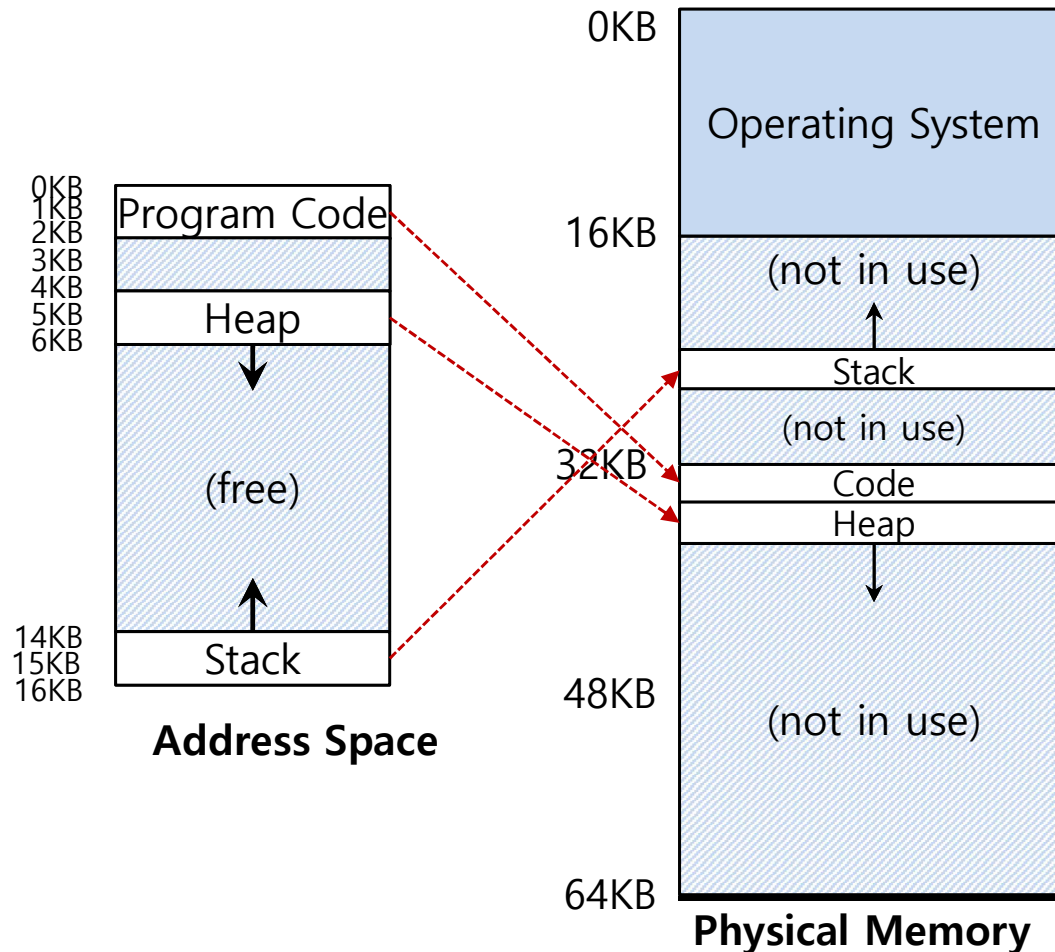 0KB
1KB
2KB
3KB
4KB
5KB
6KB
14KB
15KB
16KB
Program Code
Heap
(free)
Stack
Address Space
0KB
16KB
32KB
48KB
64KB
Operating System
(not in use)
Stack
(not in use)
Code
Heap
(not in use)
Physical Memory